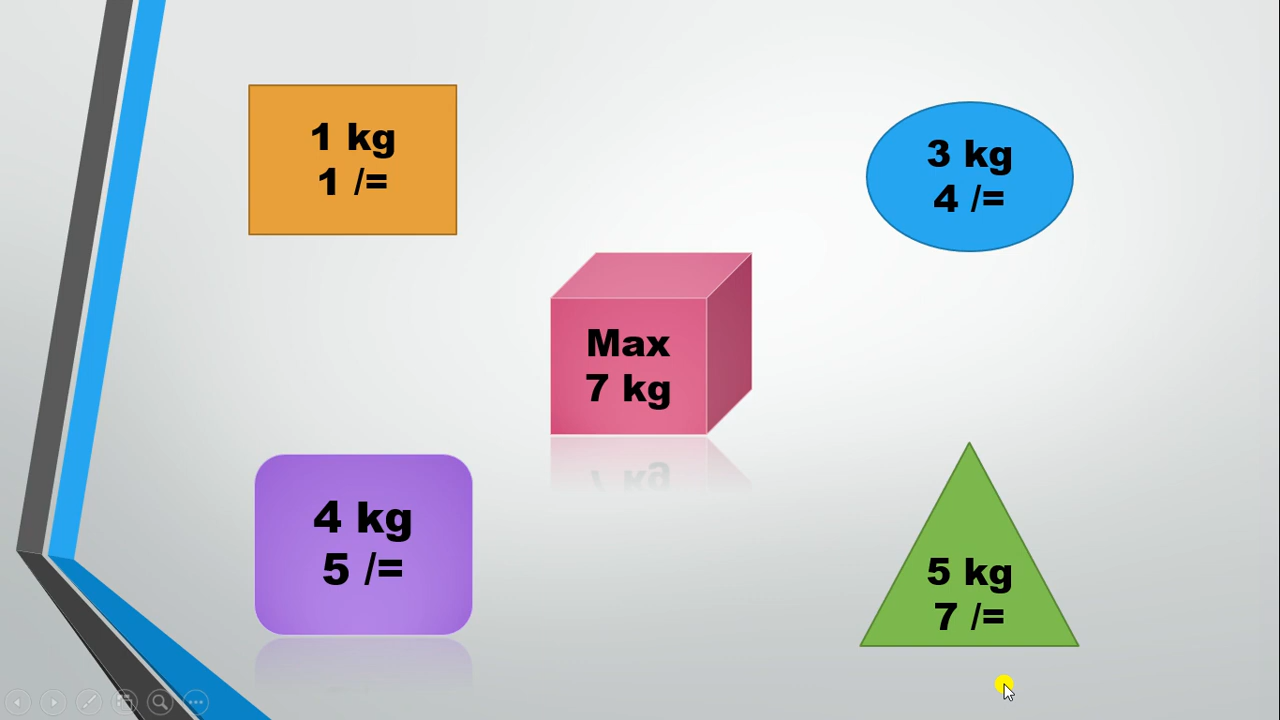 1 kg
1 /=
3 kg
4 /=
Max
7 kg
4 kg
5 /=
5 kg
7 /=